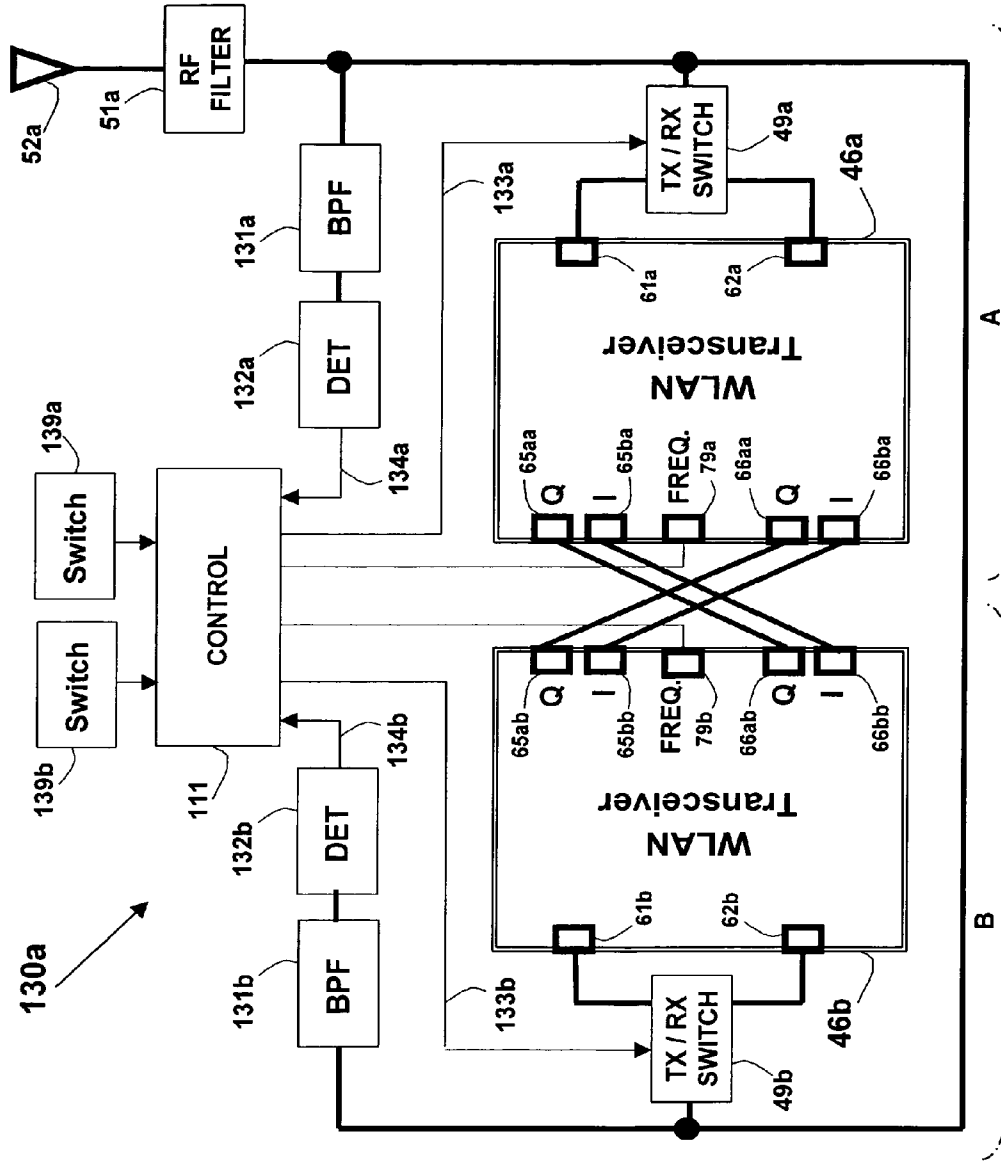 130a
139b
Switch
139a
Switch
52a
51a
RF
FILTER
111
CONTROL
131b
BPF
132b
DET
134b
134a
132a
DET
131a
BPF
133b
133a
49b
TX / RX
SWITCH
49a
TX / RX
SWITCH
46b
61b
62b
WLAN
Transceiver
65ab
Q
65bb
I
79b
FREQ.
66ab
Q
66bb
I
46a
65aa
Q
65ba
I
79a
FREQ.
66aa
Q
66ba
I
WLAN
Transceiver
61a
62a
B
A